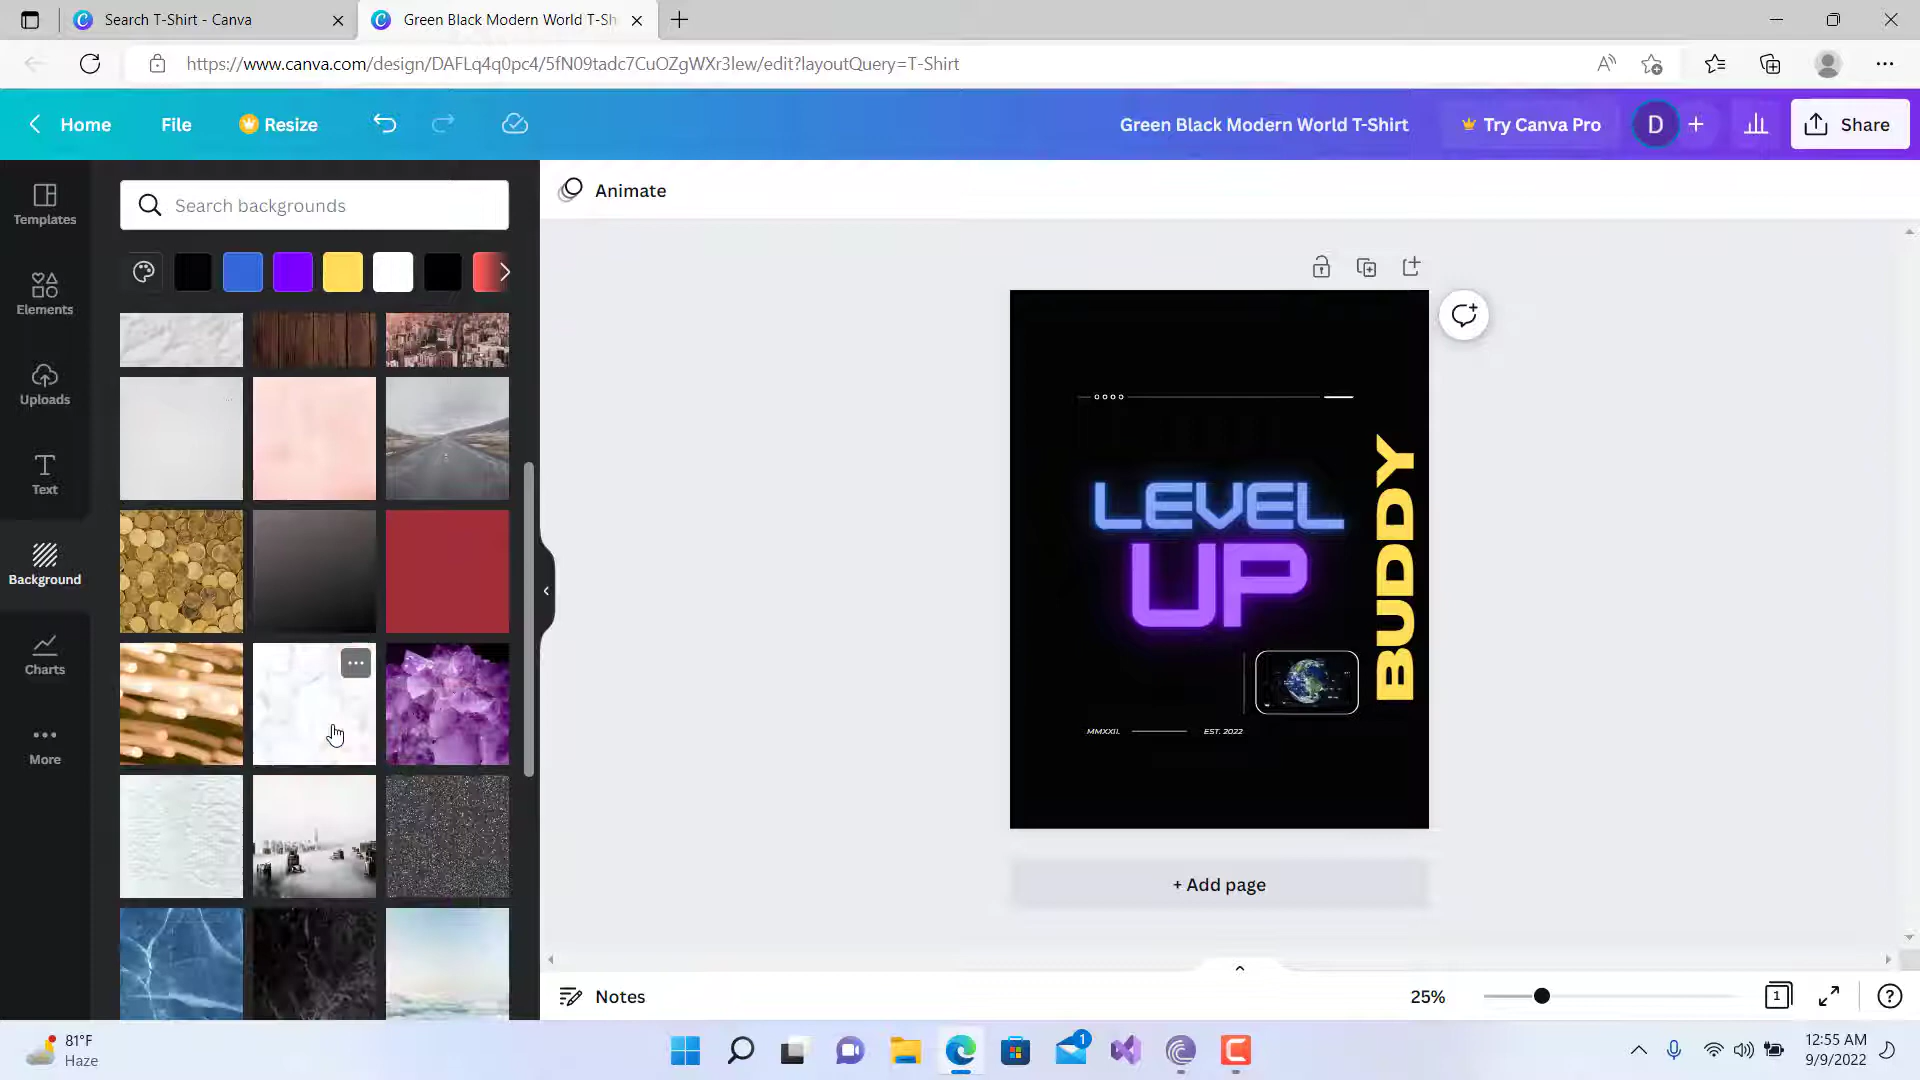 Search T-Shirt - Canva
Green Black Modern World T-Sh
https://www.canva.com/design/DAFLq4q0pc4/5fN09tadc7CuOZgWXr3lew/edit?layoutQuery=T-Shirt
Home
File
Resize
Green Black Modern World T-Shirt
Try Canva Pro
D
Share
Templates
Elements
Uploads
Text
Background
Charts
More
Search backgrounds
Animate
LEVEL
UP
BUDDY
MMXXII.
EST. 2022
+ Add page
Notes
25%
1
81°F
Haze
1
12:55 AM
9/9/2022